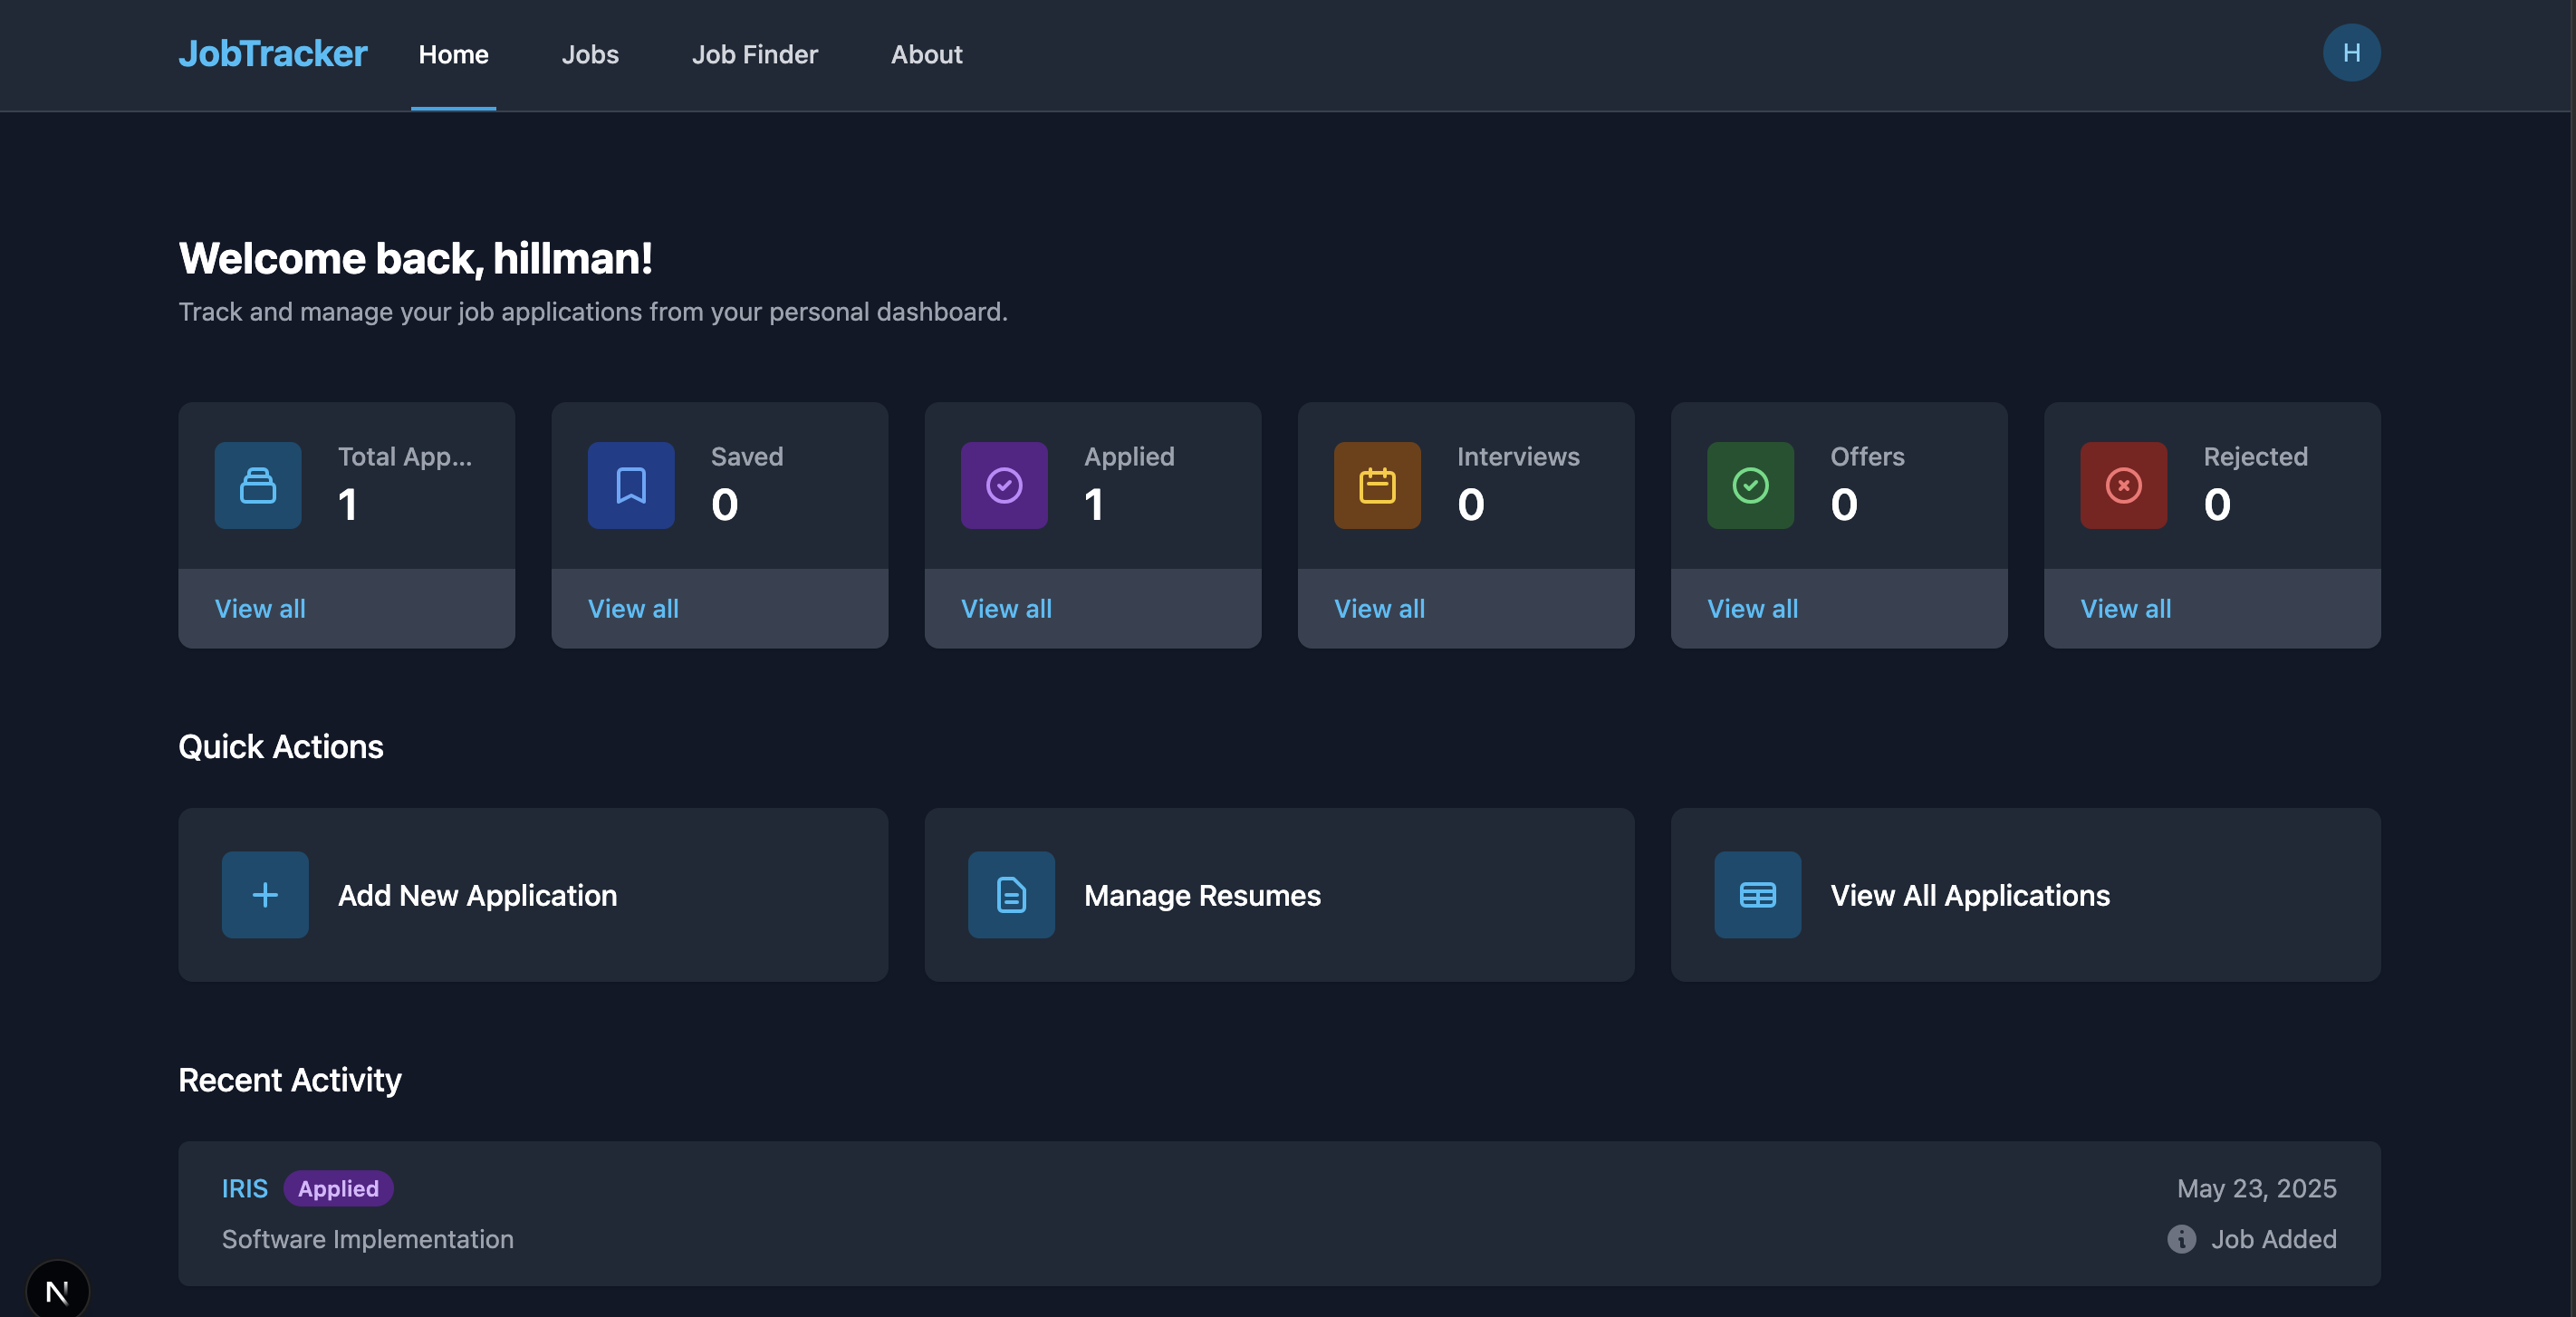 JobTracker Home Jobs Job Finder About H
Welcome back, hillman!
Track and manage your job applications from your personal dashboard.
Total App...
1
View all
Saved
0
View all
Applied
1
View all
Interviews
0
View all
Offers
0
View all
Rejected
0
View all
Quick Actions
Add New Application
Manage Resumes
View All Applications
Recent Activity
IRIS Applied
Software Implementation
May 23, 2025
Job Added
N